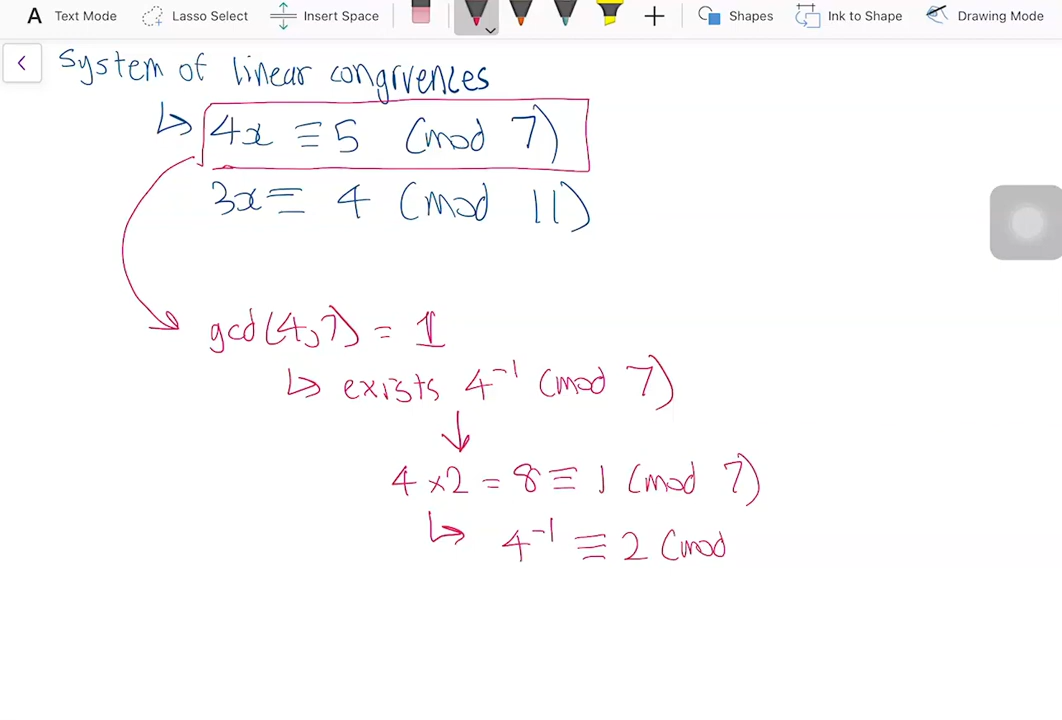 A Text Mode Lasso Select Insert Space Shapes Ink to Shape Drawing Mode
System of linear congruences
↳ 4x ≡ 5 (mod 7)
3x ≡ 4 (mod 11)
gcd(4,7) = 1
↳ exists 4⁻¹ (mod 7)
↓
4 × 2 = 8 ≡ 1 (mod 7)
↳ 4⁻¹ ≡ 2 (mod